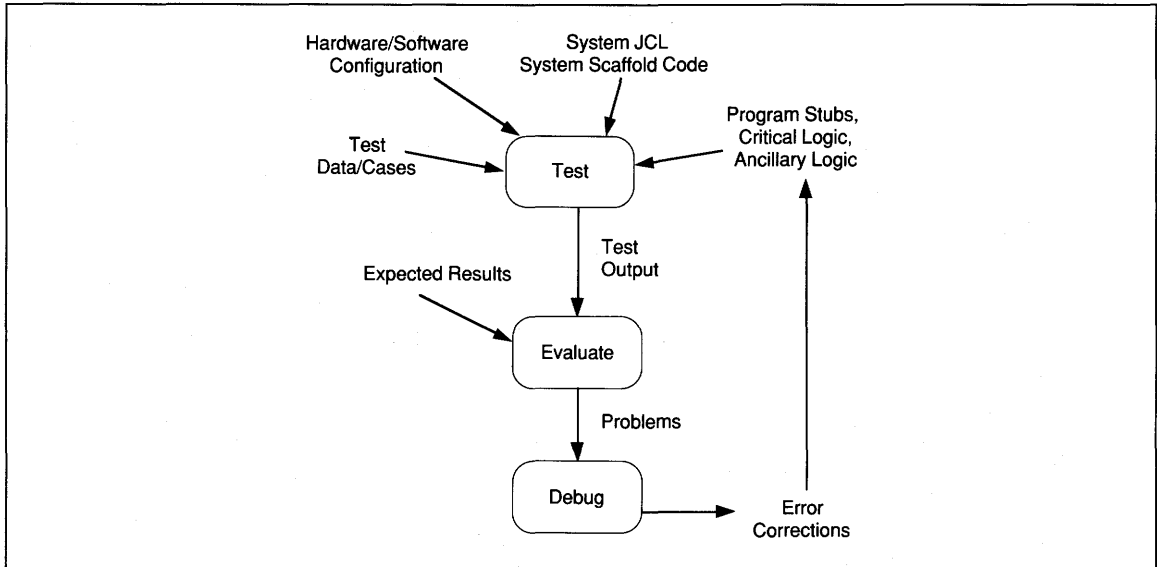 Hardware/Software
Configuration
System JCL
System Scaffold Code
Program Stubs,
Critical Logic,
Ancillary Logic
Test
Data/Cases
Test
Test
Output
Expected Results
Evaluate
Problems
Debug
Error
Corrections